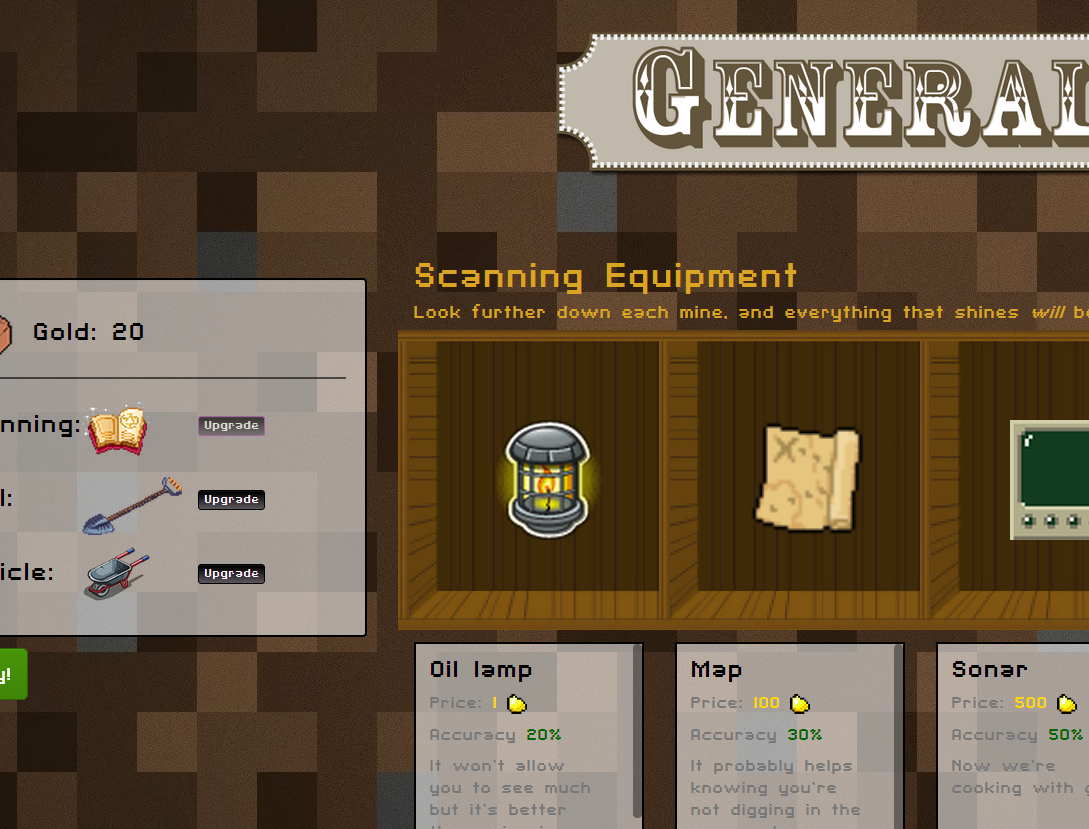 GENERAL
Scanning Equipment
Look further down each mine, and everything that shines will
Gold: 20
nning:
Upgrade
l:
Upgrade
icle:
Upgrade
y!
Oil lamp
Price: 1
Accuracy 20%
It won't allow
you to see much
but it's better
Map
Price: 100
Accuracy 30%
It probably helps
knowing you're
not digging in the
Sonar
Price: 500
Accuracy 50%
Now we're
cooking with